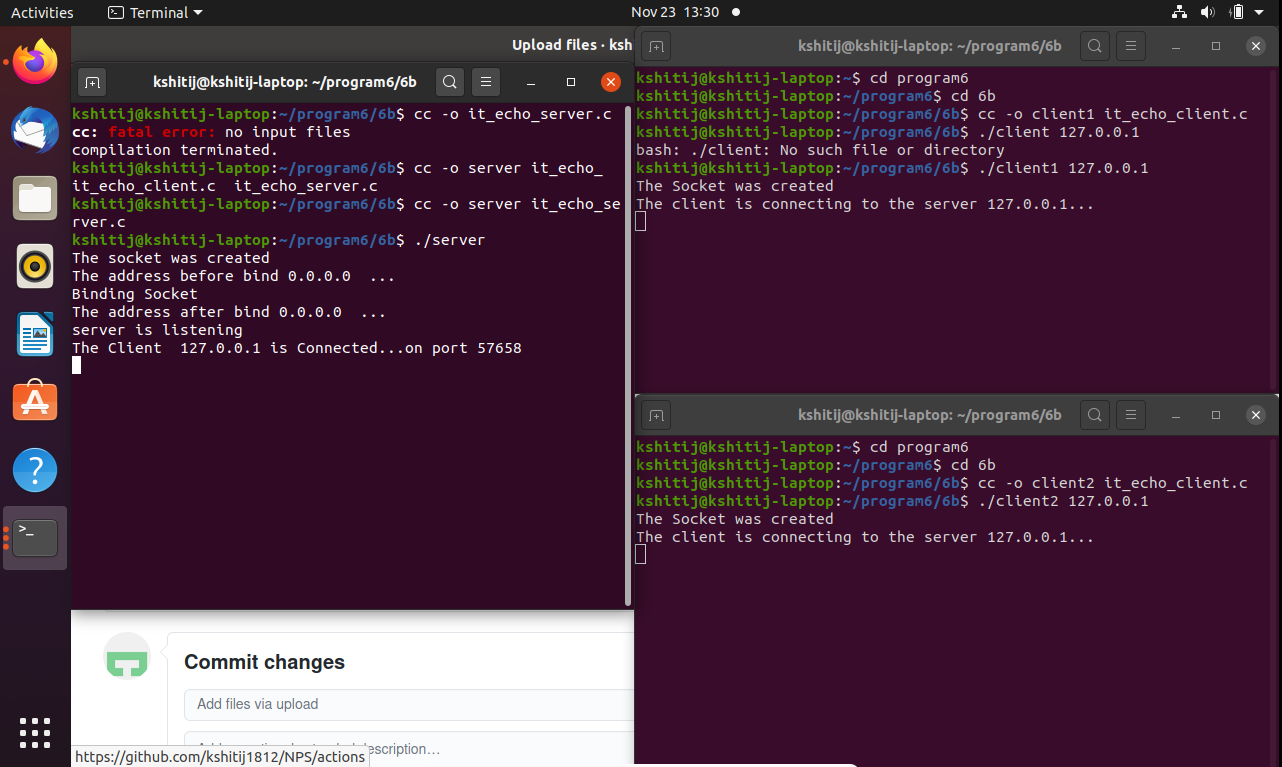 Activities
Terminal
Nov 23 13:30
Upload files · ksh
kshitij@kshitij-laptop: ~/program6/6b
kshitij@kshitij-laptop:~/program6/6b$ cc -o it_echo_server.c
cc: fatal error: no input files
compilation terminated.
kshitij@kshitij-laptop:~/program6/6b$ cc -o server it_echo_
it_echo_client.c  it_echo_server.c
kshitij@kshitij-laptop:~/program6/6b$ cc -o server it_echo_se
rver.c
kshitij@kshitij-laptop:~/program6/6b$ ./server
The socket was created
The address before bind 0.0.0.0  ...
Binding Socket
The address after bind 0.0.0.0  ...
server is listening
The Client  127.0.0.1 is Connected...on port 57658
kshitij@kshitij-laptop: ~/program6/6b
kshitij@kshitij-laptop:~$ cd program6
kshitij@kshitij-laptop:~/program6$ cd 6b
kshitij@kshitij-laptop:~/program6/6b$ cc -o client1 it_echo_client.c
kshitij@kshitij-laptop:~/program6/6b$ ./client 127.0.0.1
bash: ./client: No such file or directory
kshitij@kshitij-laptop:~/program6/6b$ ./client1 127.0.0.1
The Socket was created
The client is connecting to the server 127.0.0.1...
kshitij@kshitij-laptop: ~/program6/6b
kshitij@kshitij-laptop:~$ cd program6
kshitij@kshitij-laptop:~/program6$ cd 6b
kshitij@kshitij-laptop:~/program6/6b$ cc -o client2 it_echo_client.c
kshitij@kshitij-laptop:~/program6/6b$ ./client2 127.0.0.1
The Socket was created
The client is connecting to the server 127.0.0.1...
Commit changes
Add files via upload
description…
https://github.com/kshitij1812/NPS/actions